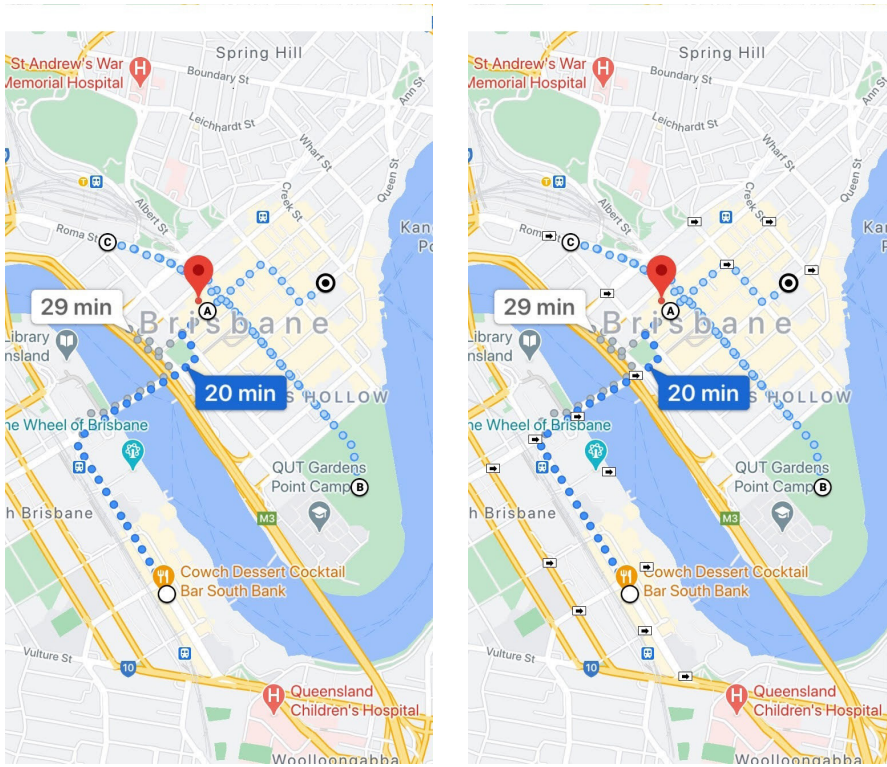 Spring Hill
St Andrew's War
Memorial Hospital
H
Boundary St
Ann St
Leichhardt St
Wharf St
Queen St
Creek St
T
Albert St
Roma St
C
Kan
29 min
A
Brisbane
Library
nsland
20 min
S HOLLOW
ne Wheel of Brisbane
QUT Gardens
Point Camp
B
h Brisbane
M3
Cowch Dessert Cocktail
Bar South Bank
Vulture St
10
H
Queensland
Children's Hospital
Woolloongabba
Spring Hill
St Andrew's War
Memorial Hospital
H
Boundary St
Ann St
Leichhardt St
Wharf St
Queen St
Creek St
T
Albert St
Roma St
C
Kar
29 min
A
Brisbane
Library
nsland
20 min
S HOLLOW
ne Wheel of Brisbane
QUT Gardens
Point Camp
B
h Brisbane
M3
Cowch Dessert Cocktail
Bar South Bank
Vulture St
10
H
Queensland
Children's Hospital
Woolloongabba